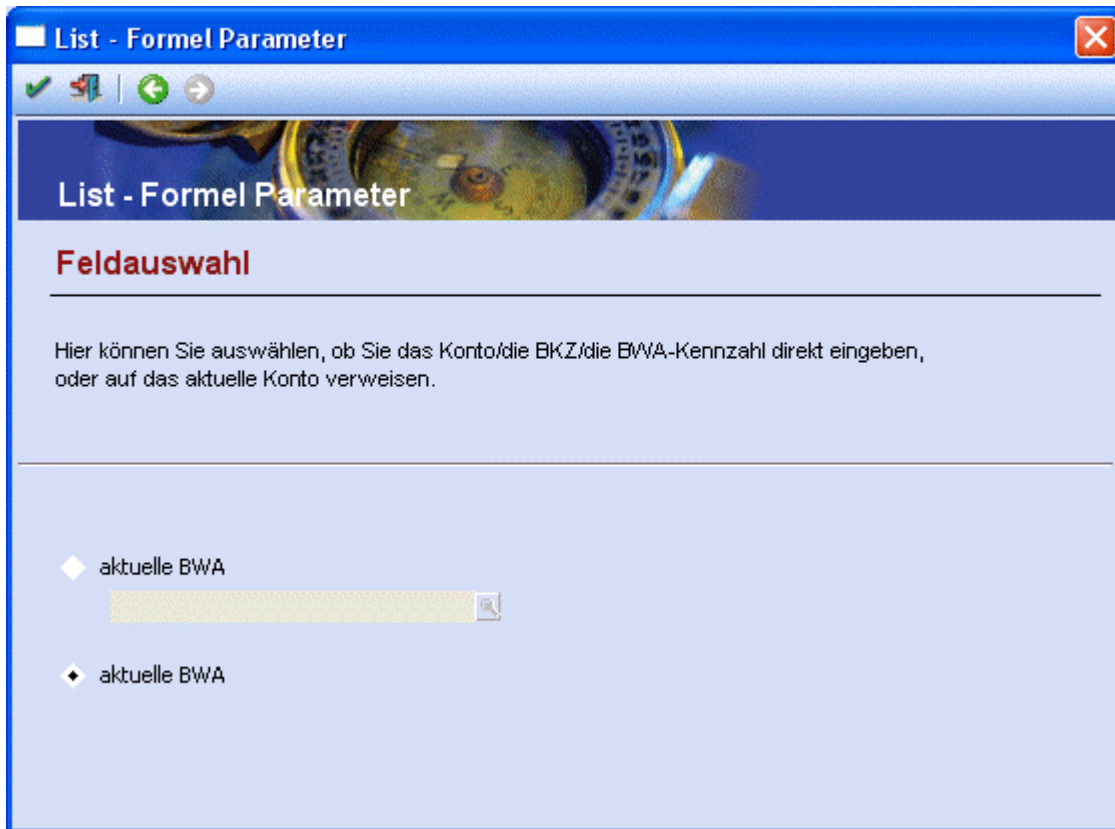 List - Formel Parameter
List - Formel Parameter
Feldauswahl
Hier können Sie auswählen, ob Sie das Konto/die BKZ/die BWA-Kennzahl direkt eingeben,
oder auf das aktuelle Konto verweisen.
aktuelle BWA
aktuelle BWA